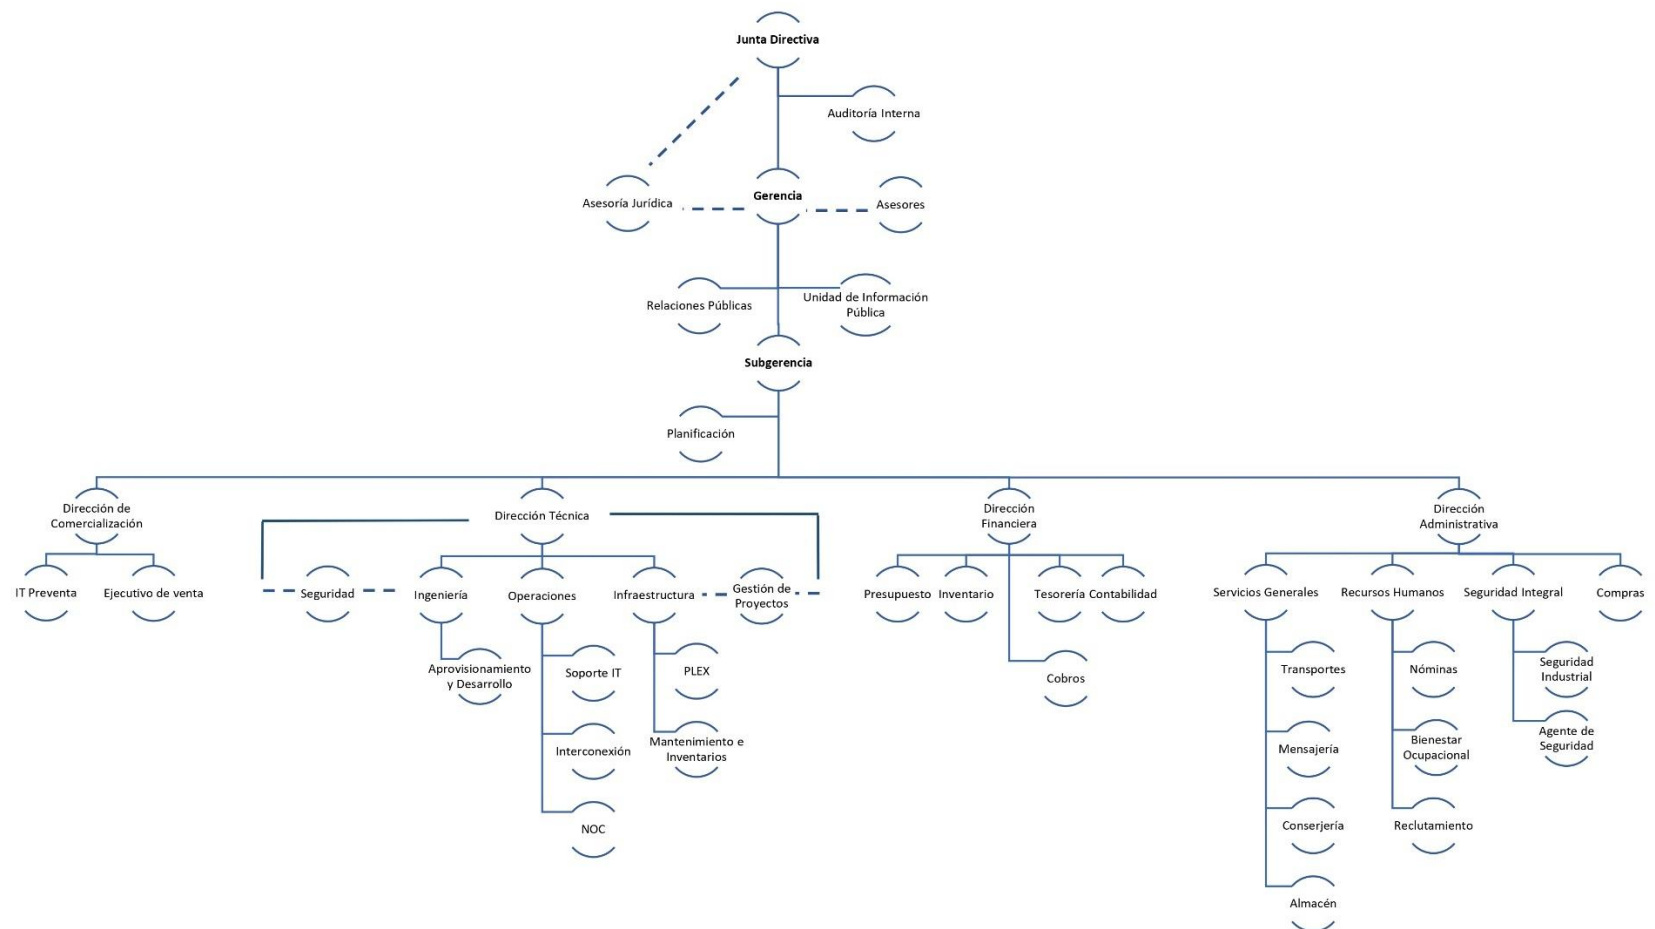 Junta Directiva
Auditoría Interna
Asesoría Jurídica
Gerencia
Asesores
Relaciones Públicas
Unidad de Información
Pública
Subgerencia
Planificación
Dirección de
Comercialización
Dirección Técnica
Dirección
Financiera
Dirección
Administrativa
IT Preventa
Ejecutivo de venta
Seguridad
Ingeniería
Operaciones
Infraestructura
Gestión de
Proyectos
Presupuesto
Inventario
Tesorería
Contabilidad
Servicios Generales
Recursos Humanos
Seguridad Integral
Compras
Aprovisionamiento
y Desarrollo
Soporte IT
PLEX
Cobros
Transportes
Nóminas
Seguridad
Industrial
Interconexión
Mantenimiento e
Inventarios
Mensajería
Bienestar
Ocupacional
Agente de
Seguridad
NOC
Conserjería
Reclutamiento
Almacén